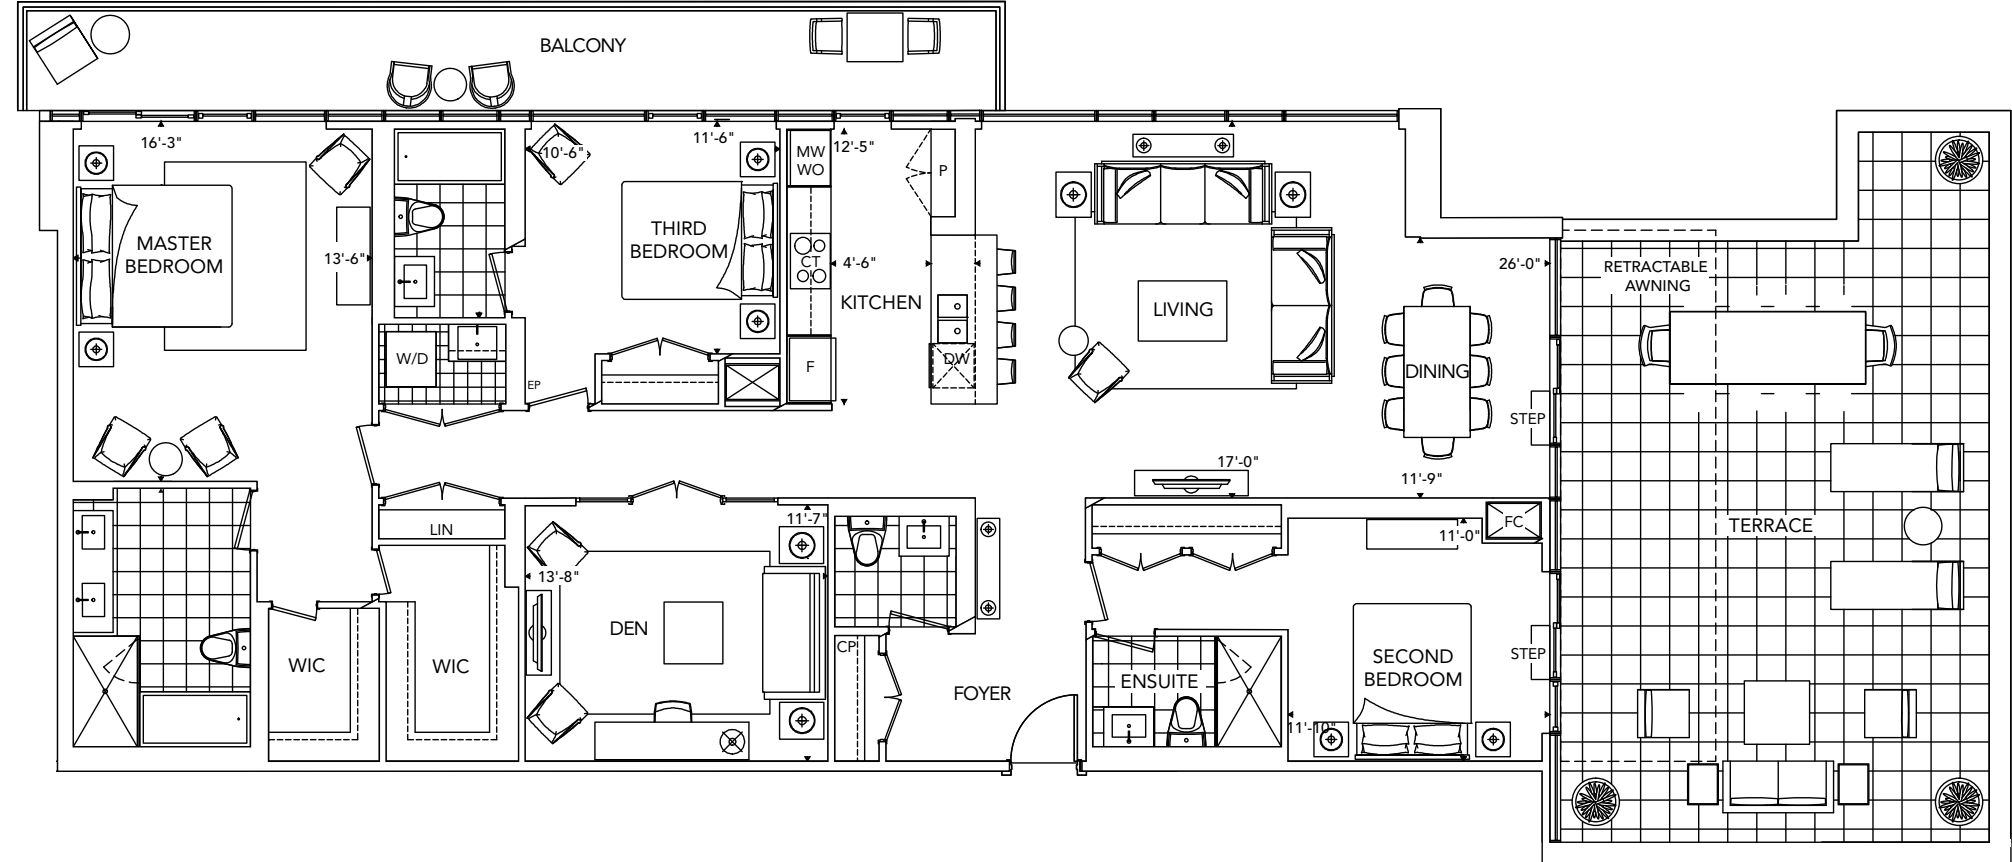 BALCONY
16'-3"
10'-6"
11'-6"
MW
WO
12'-5"
P
MASTER
BEDROOM
13'-6"
THIRD
BEDROOM
CT
4'-6"
KITCHEN
LIVING
26'-0"
RETRACTABLE
AWNING
W/D
EP
F
DW
DINING
STEP
17'-0"
11'-9"
LIN
11'-7"
FC
11'-0"
TERRACE
13'-8"
DEN
WIC
WIC
CP
FOYER
ENSUITE
SECOND
BEDROOM
STEP
11'-10"